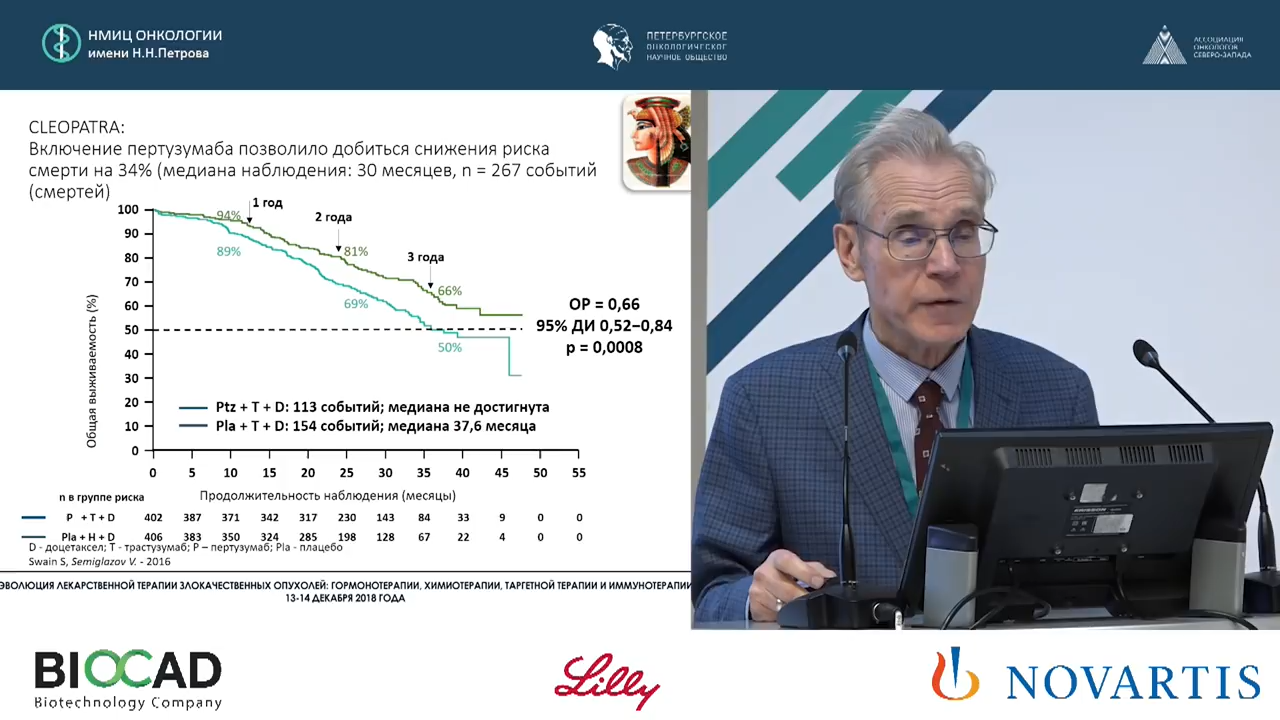 НМИЦ ОНКОЛОГИИ
имени Н.Н.Петрова
ПЕТЕРБУРГСКОЕ
ОНКОЛОГИЧЕСКОЕ
НАУЧНОЕ ОБЩЕСТВО
АССОЦИАЦИЯ
ОНКОЛОГОВ
СЕВЕРО-ЗАПАДА
CLEOPATRA:
Включение пертузумаба позволило добиться снижения риска
смерти на 34% (медиана наблюдения: 30 месяцев, n = 267 событий
(смертей)
Общая выживаемость (%)
100
90
80
70
60
50
40
30
20
10
0
94%
1 год
89%
2 года
81%
69%
3 года
66%
50%
ОР = 0,66
95% ДИ 0,52–0,84
p = 0,0008
Ptz + T + D: 113 событий; медиана не достигнута
Pla + T + D: 154 событий; медиана 37,6 месяца
0 5 10 15 20 25 30 35 40 45 50 55
n в группе риска
Продолжительность наблюдения (месяцы)
P + T + D 402 387 371 342 317 230 143 84 33 9 0 0
Pla + H + D 406 383 350 324 285 198 128 67 22 4 0 0
D - доцетаксел; T - трастузумаб; P – пертузумаб; Pla - плацебо
Swain S, Semiglazov V. - 2016
ЭВОЛЮЦИЯ ЛЕКАРСТВЕННОЙ ТЕРАПИИ ЗЛОКАЧЕСТВЕННЫХ ОПУХОЛЕЙ: ГОРМОНОТЕРАПИИ, ХИМИОТЕРАПИИ, ТАРГЕТНОЙ ТЕРАПИИ И ИММУНОТЕРАПИИ
13-14 ДЕКАБРЯ 2018 ГОДА
BIOCAD
Biotechnology Company
Lilly
NOVARTIS